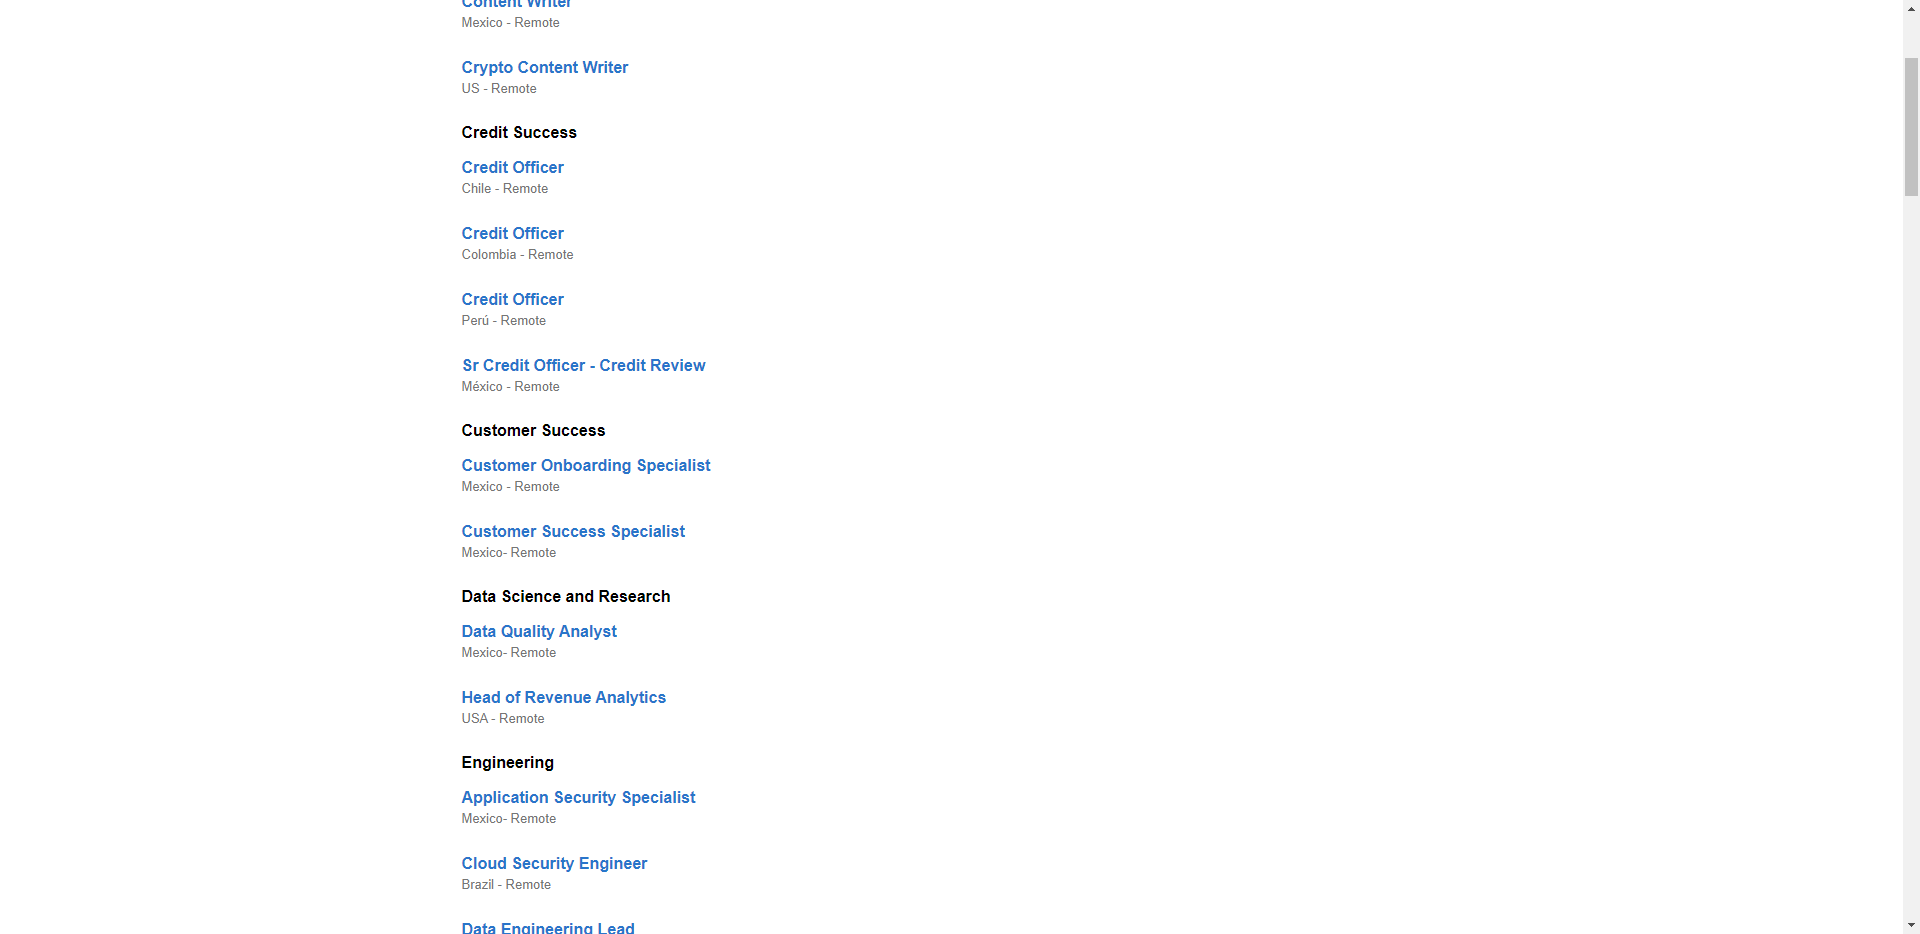 Content Writer
Mexico - Remote
Crypto Content Writer
US - Remote
Credit Success
Credit Officer
Chile - Remote
Credit Officer
Colombia - Remote
Credit Officer
Perú - Remote
Sr Credit Officer - Credit Review
México - Remote
Customer Success
Customer Onboarding Specialist
Mexico - Remote
Customer Success Specialist
Mexico- Remote
Data Science and Research
Data Quality Analyst
Mexico- Remote
Head of Revenue Analytics
USA - Remote
Engineering
Application Security Specialist
Mexico- Remote
Cloud Security Engineer
Brazil - Remote
Data Engineering Lead